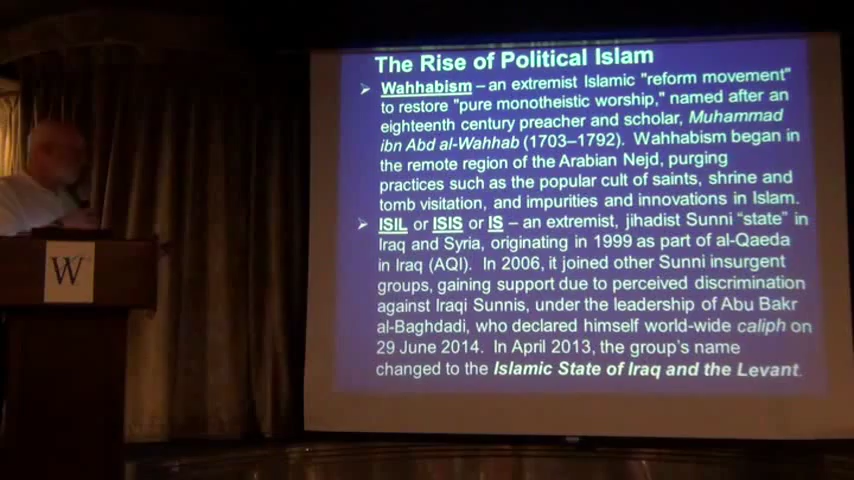 The Rise of Political Islam
➢ Wahhabism – an extremist Islamic "reform movement"
to restore "pure monotheistic worship," named after an
eighteenth century preacher and scholar, Muhammad
ibn Abd al-Wahhab (1703–1792). Wahhabism began in
the remote region of the Arabian Nejd, purging
practices such as the popular cult of saints, shrine and
tomb visitation, and impurities and innovations in Islam.
➢ ISIL or ISIS or IS – an extremist, jihadist Sunni “state” in
Iraq and Syria, originating in 1999 as part of al-Qaeda
in Iraq (AQI). In 2006, it joined other Sunni insurgent
groups, gaining support due to perceived discrimination
against Iraqi Sunnis, under the leadership of Abu Bakr
al-Baghdadi, who declared himself world-wide caliph on
29 June 2014. In April 2013, the group's name
changed to the Islamic State of Iraq and the Levant.
W